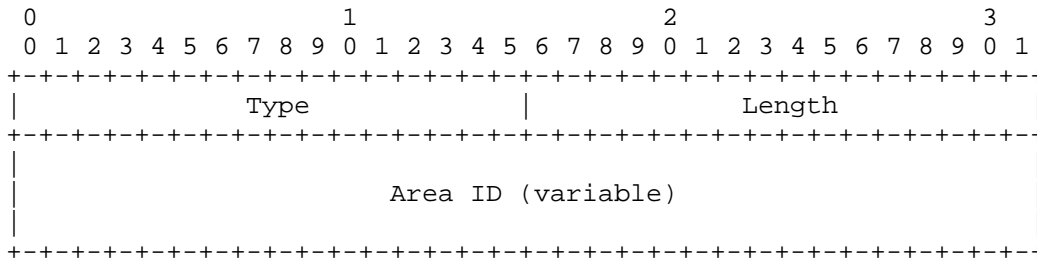 0                   1                   2                   3
 0 1 2 3 4 5 6 7 8 9 0 1 2 3 4 5 6 7 8 9 0 1 2 3 4 5 6 7 8 9 0 1
+-+-+-+-+-+-+-+-+-+-+-+-+-+-+-+-+-+-+-+-+-+-+-+-+-+-+-+-+-+-+-+--
|              Type             |             Length
+-+-+-+-+-+-+-+-+-+-+-+-+-+-+-+-+-+-+-+-+-+-+-+-+-+-+-+-+-+-+-+--
|
|                       Area ID (variable)
|
+-+-+-+-+-+-+-+-+-+-+-+-+-+-+-+-+-+-+-+-+-+-+-+-+-+-+-+-+-+-+-+--